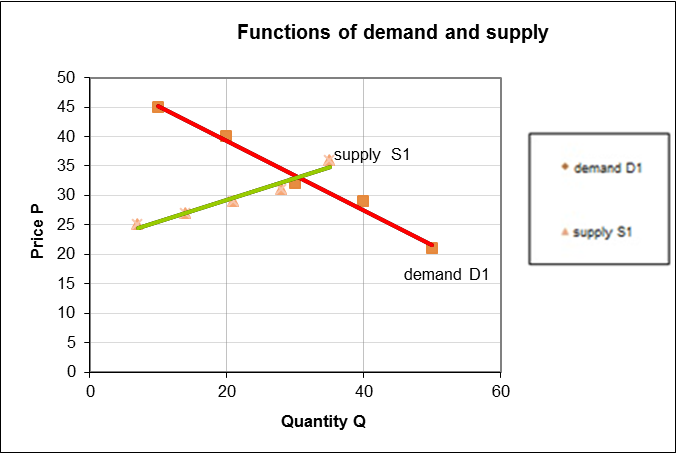 Functions of demand and supply
50
45
40
35
30
25
20
15
10
5
0
Price P
0 20 40 60
Quantity Q
supply S1
demand D1
demand D1
supply S1